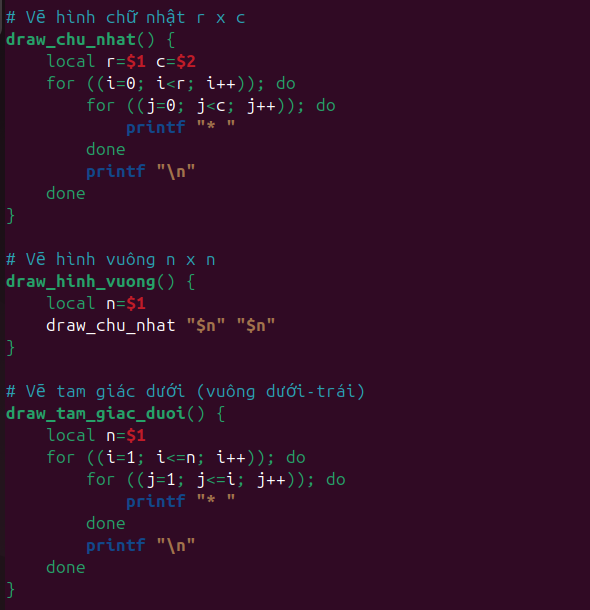 # Vẽ hình chữ nhật r x c
draw_chu_nhat() {
    local r=$1 c=$2
    for ((i=0; i<r; i++)); do
        for ((j=0; j<c; j++)); do
            printf "* "
        done
        printf "\n"
    done
}

# Vẽ hình vuông n x n
draw_hinh_vuong() {
    local n=$1
    draw_chu_nhat "$n" "$n"
}

# Vẽ tam giác dưới (vuông dưới-trái)
draw_tam_giac_duoi() {
    local n=$1
    for ((i=1; i<=n; i++)); do
        for ((j=1; j<=i; j++)); do
            printf "* "
        done
        printf "\n"
    done
}